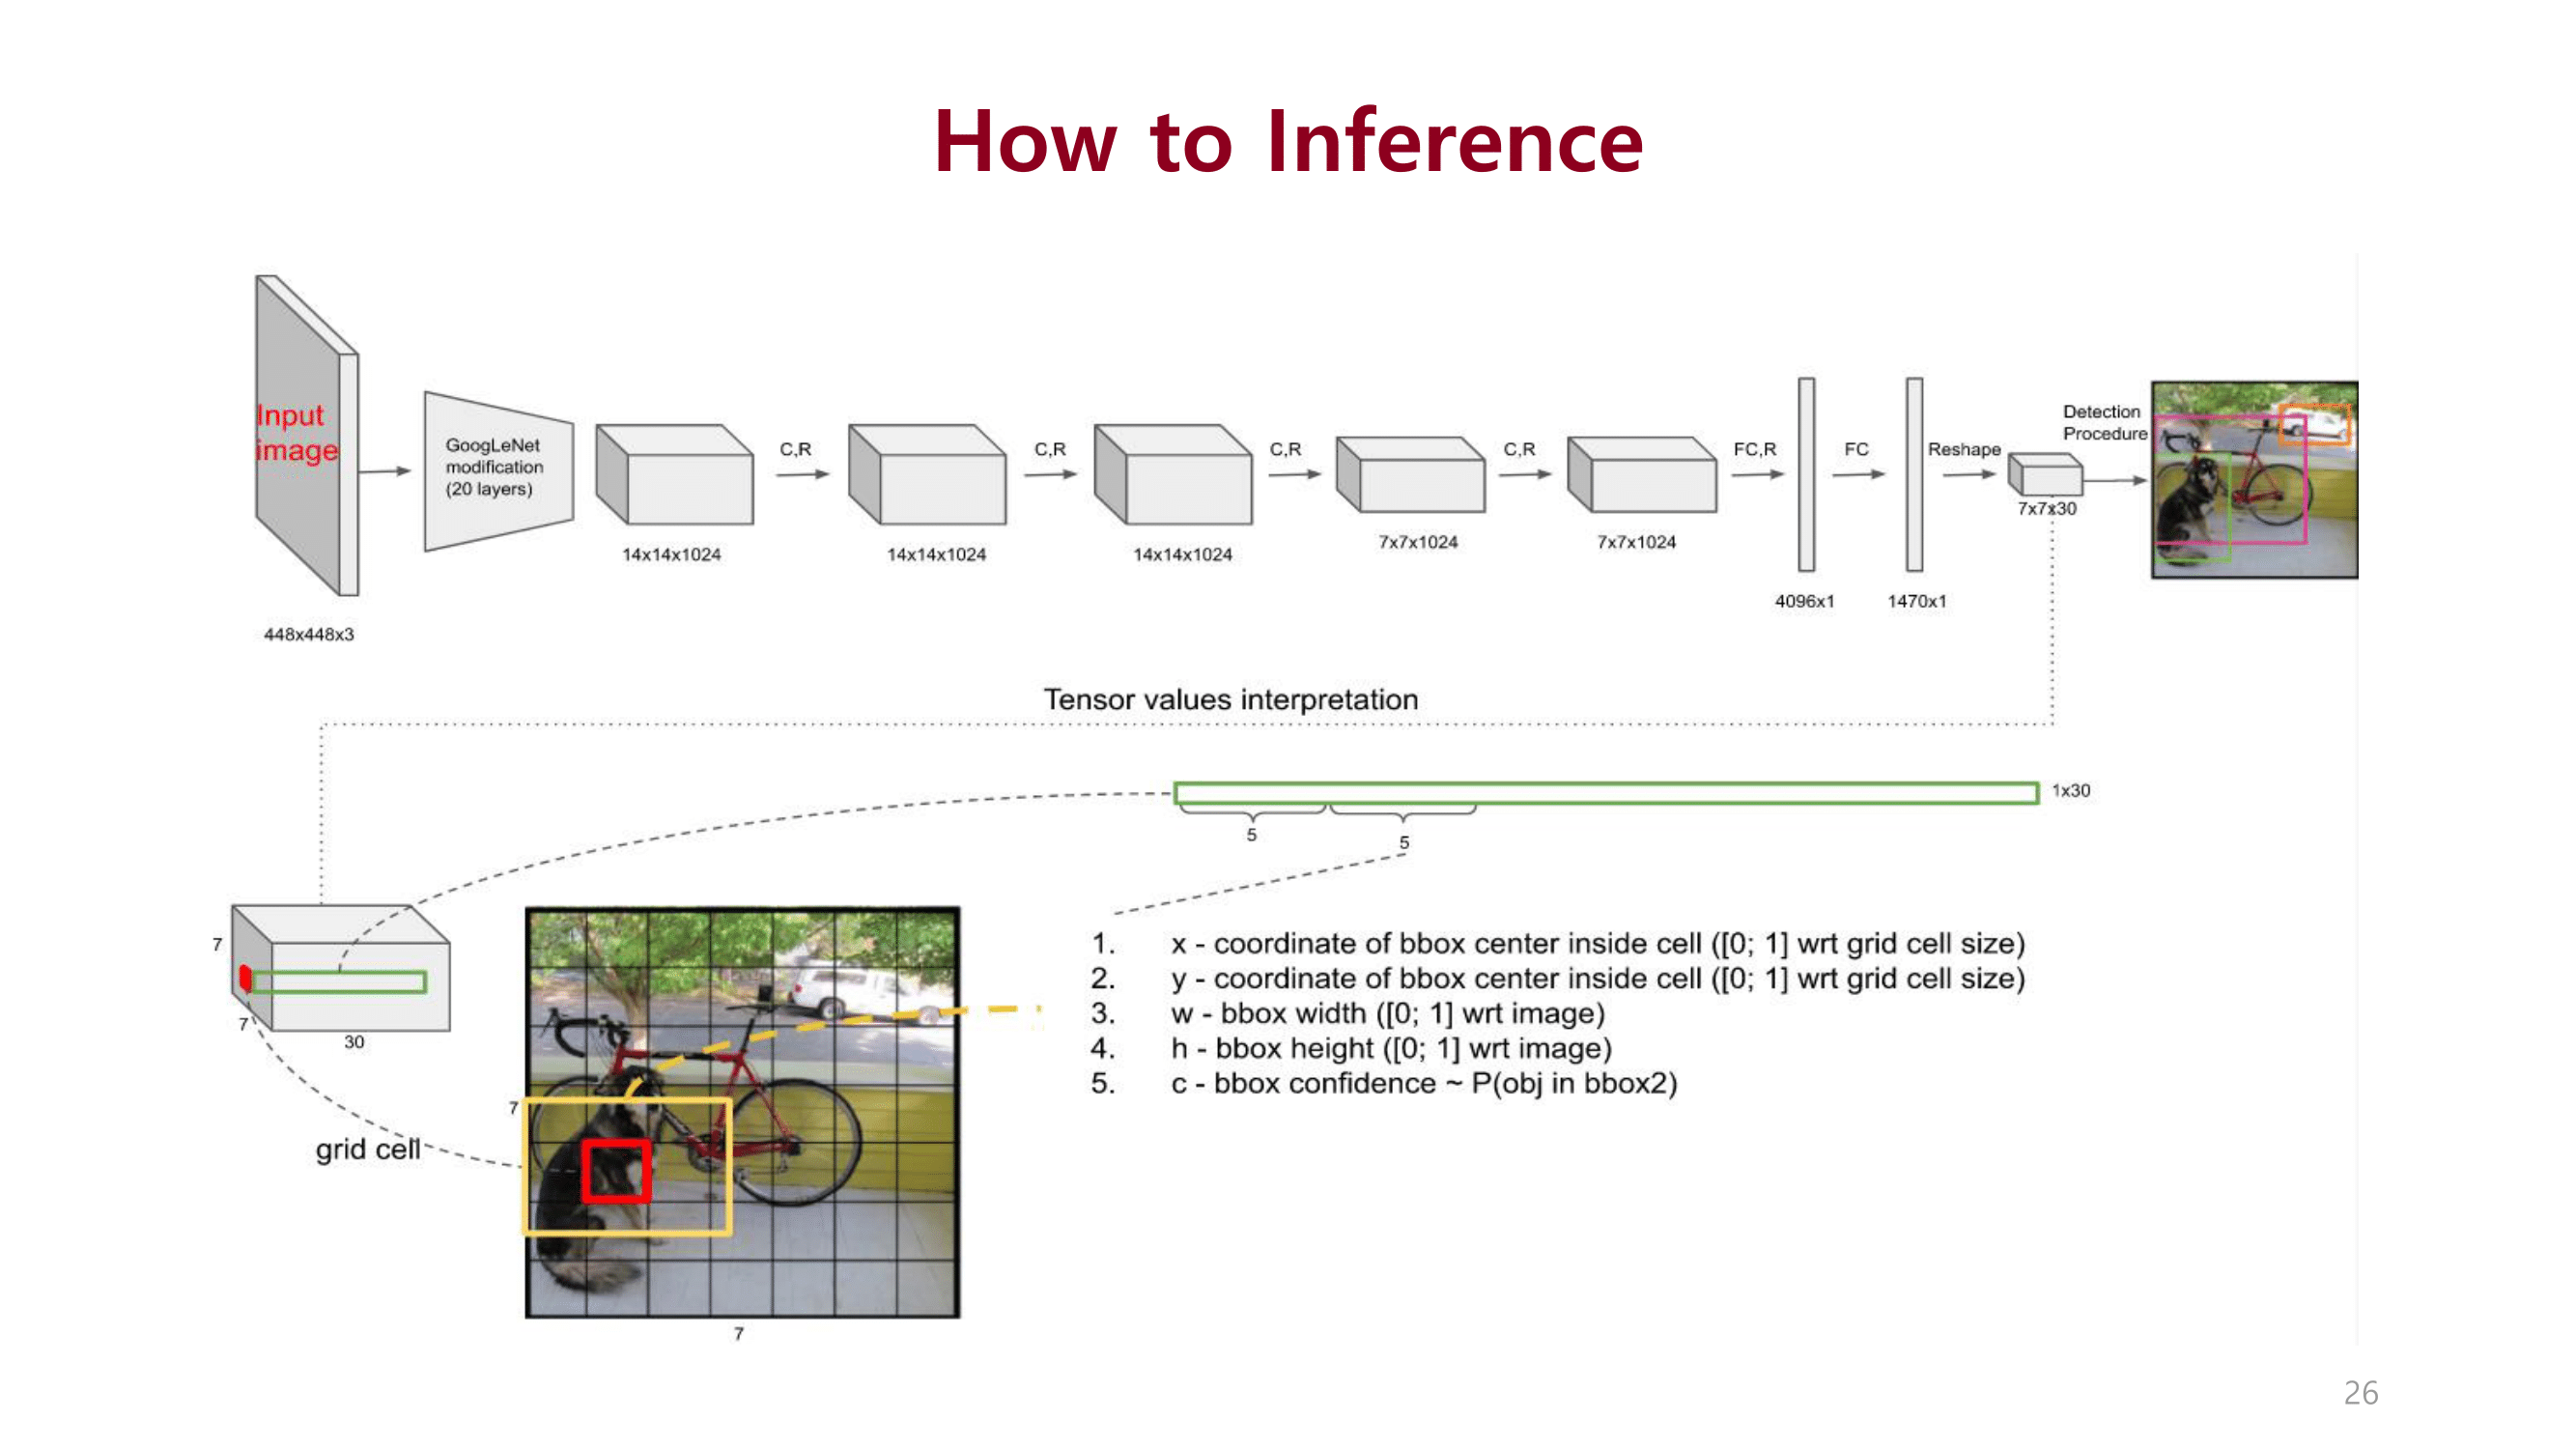 How to Inference
Input
image
448x448x3
GoogLeNet
modification
(20 layers)
14x14x1024
C,R
14x14x1024
C,R
14x14x1024
C,R
7x7x1024
C,R
7x7x1024
FC,R
4096x1
FC
1470x1
Reshape
7x7x30
Detection
Procedure
Tensor values interpretation
1x30
5
5
7
7
30
grid cell
7
7
1. x - coordinate of bbox center inside cell ([0; 1] wrt grid cell size)
2. y - coordinate of bbox center inside cell ([0; 1] wrt grid cell size)
3. w - bbox width ([0; 1] wrt image)
4. h - bbox height ([0; 1] wrt image)
5. c - bbox confidence ~ P(obj in bbox2)
26